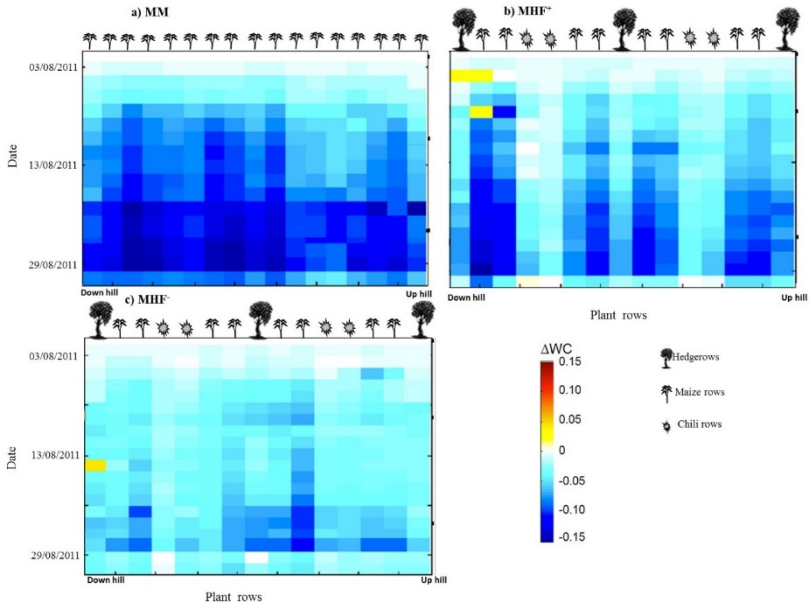 a) MM
b) MHF⁺
03/08/2011
13/08/2011
29/08/2011
Date
Down hill
Up hill
Down hill
Up hill
Plant rows
c) MHF⁻
03/08/2011
13/08/2011
29/08/2011
Date
Down hill
Up hill
Plant rows
ΔWC
0.15
0.10
0.05
0
-0.05
-0.10
-0.15
Hedgerows
Maize rows
Chili rows